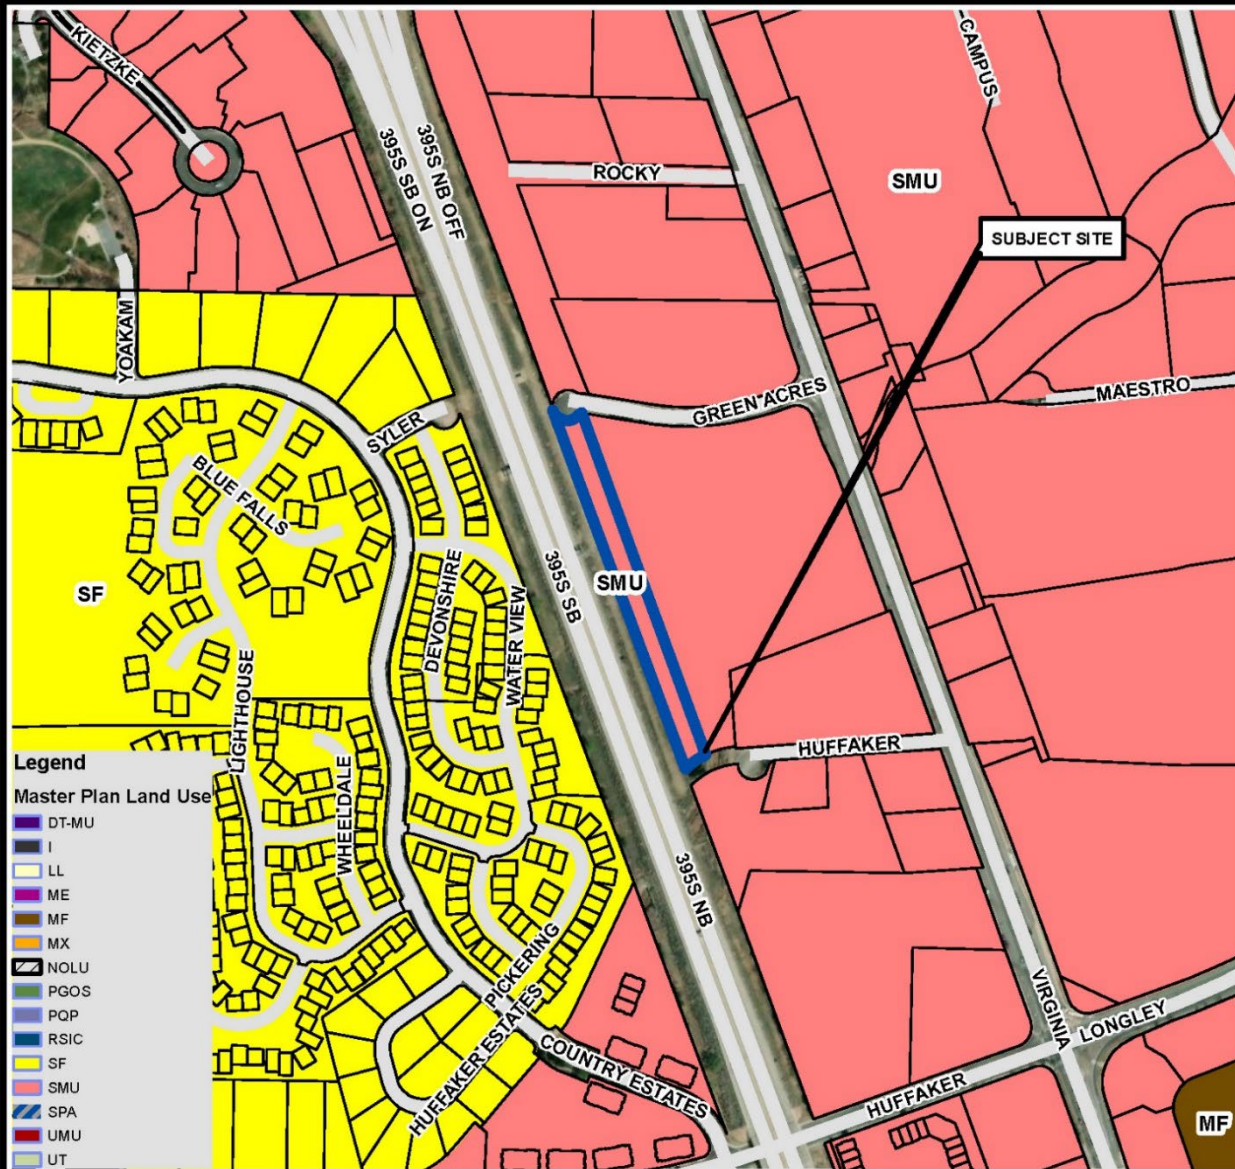 KIETZKE
CAMPUS
395S SB ON
395S NB OFF
ROCKY
SMU
SUBJECT SITE
YOAKAM
MAESTRO
GREEN ACRES
SYLER
BLUE FALLS
395S SB
SMU
SF
DEVONSHIRE
WATER VIEW
LIGHTHOUSE
HUFFAKER
WHEELDALE
Legend
Master Plan Land Use
DT-MU
I
LL
ME
MF
MX
NOLU
PGOS
PQP
RSIC
SF
SMU
SPA
UMU
UT
395S NB
PICKERING
HUFFAKER ESTATES
COUNTRY ESTATES
VIRGINIA
LONGLEY
HUFFAKER
MF